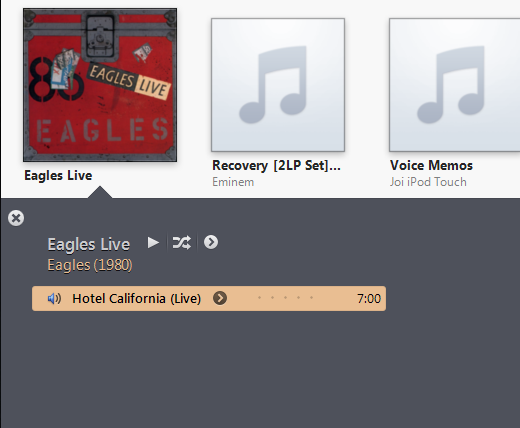 86
EAGLES LIVE
EAGLES
Eagles Live
Recovery [2LP Set]...
Eminem
Voice Memos
Joi iPod Touch
Eagles Live
Eagles (1980)
Hotel California (Live)
7:00